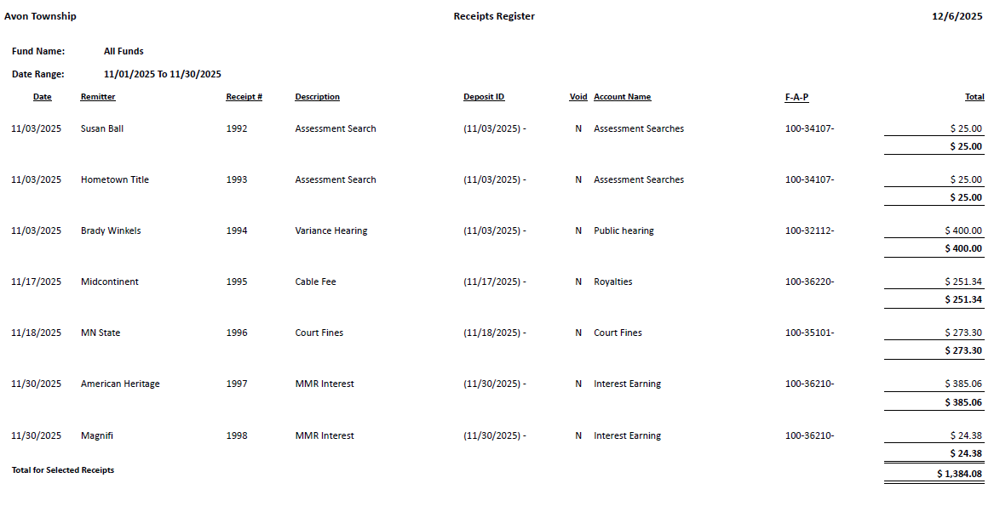 Avon Township Receipts Register 12/6/2025
Fund Name: All Funds
Date Range: 11/01/2025 To 11/30/2025
Date Remitter Receipt # Description Deposit ID Void Account Name F-A-P Total
11/03/2025 Susan Ball 1992 Assessment Search (11/03/2025) - N Assessment Searches 100-34107- $ 25.00
$ 25.00
11/03/2025 Hometown Title 1993 Assessment Search (11/03/2025) - N Assessment Searches 100-34107- $ 25.00
$ 25.00
11/03/2025 Brady Winkels 1994 Variance Hearing (11/03/2025) - N Public hearing 100-32112- $ 400.00
$ 400.00
11/17/2025 Midcontinent 1995 Cable Fee (11/17/2025) - N Royalties 100-36220- $ 251.34
$ 251.34
11/18/2025 MN State 1996 Court Fines (11/18/2025) - N Court Fines 100-35101- $ 273.30
$ 273.30
11/30/2025 American Heritage 1997 MMR Interest (11/30/2025) - N Interest Earning 100-36210- $ 385.06
$ 385.06
11/30/2025 Magnifi 1998 MMR Interest (11/30/2025) - N Interest Earning 100-36210- $ 24.38
$ 24.38
Total for Selected Receipts $ 1,384.08